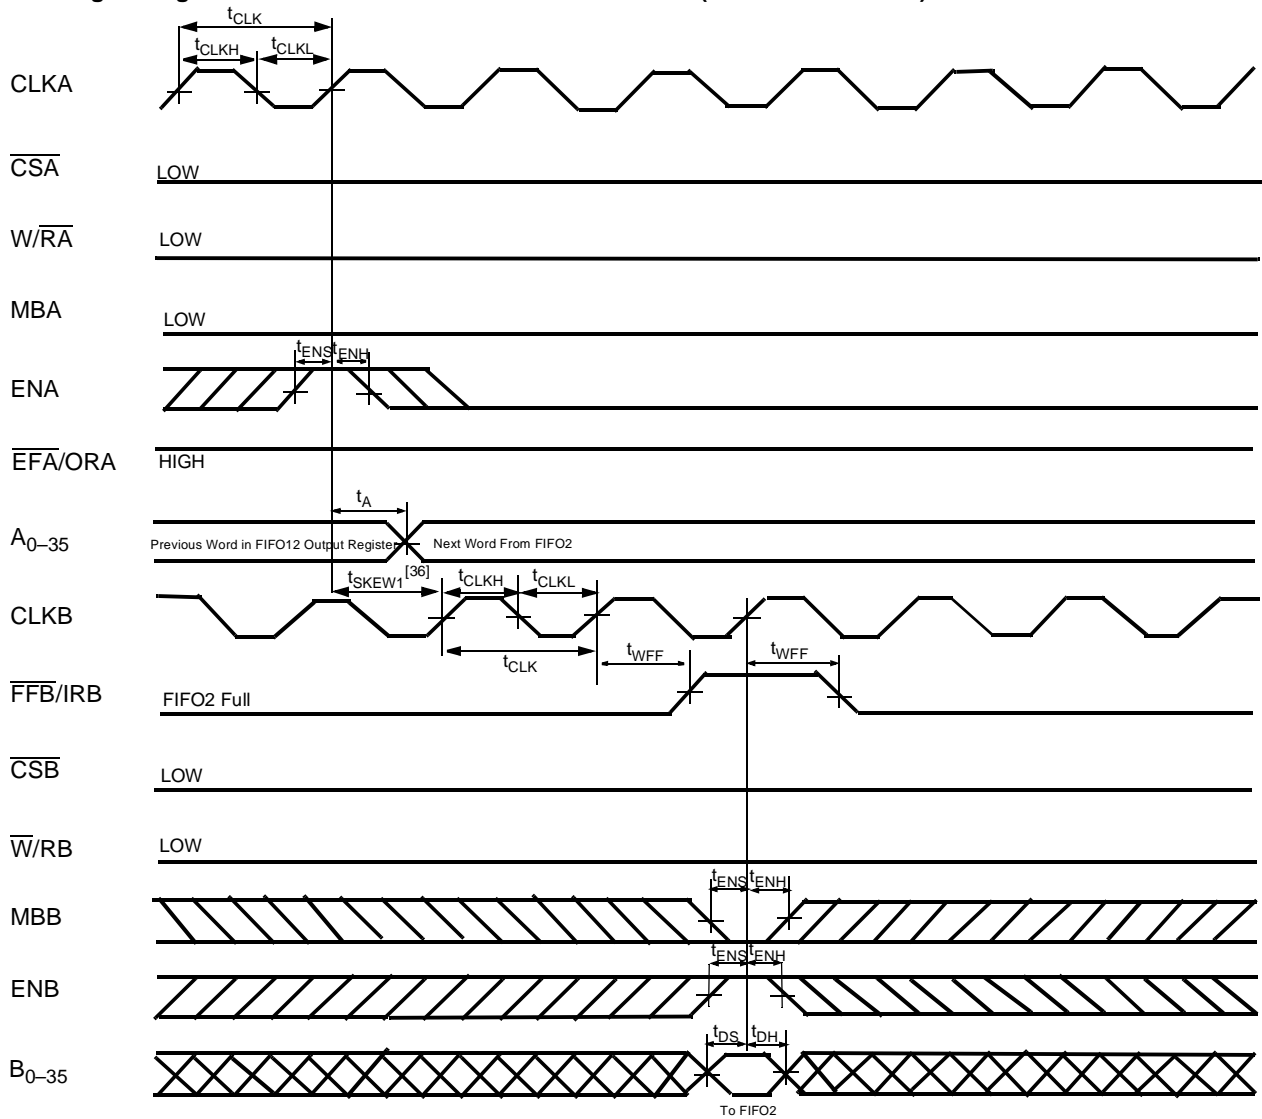 tCLK
tCLKH tCLKL
CLKA
CSA
LOW
W/RA
LOW
MBA
LOW
tENS tENH
ENA
EFA/ORA
HIGH
tA
A0–35
Previous Word in FIFO12 Output Register Next Word From FIFO2
tSKEW1[36] tCLKH tCLKL
CLKB
tCLK tWFF tWFF
FFB/IRB
FIFO2 Full
CSB
LOW
W/RB
LOW
tENS tENH
MBB
tENS tENH
ENB
tDS tDH
B0–35
To FIFO2